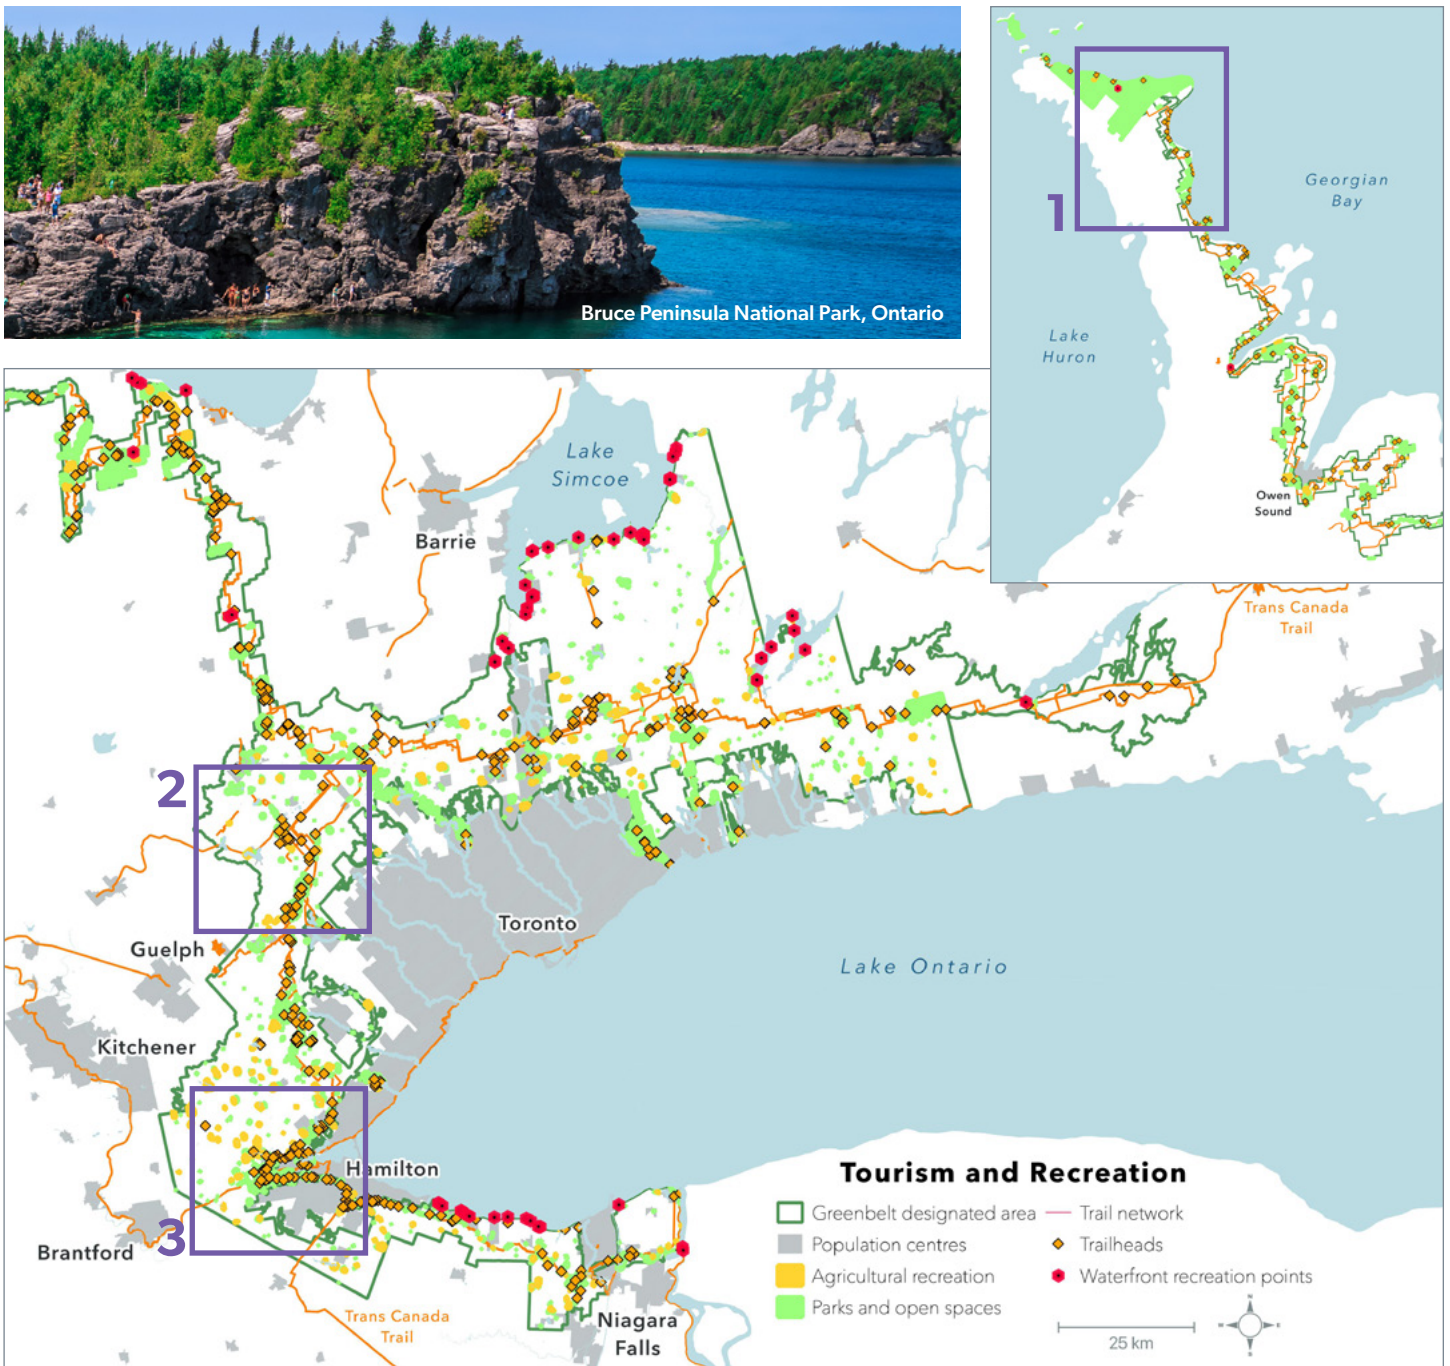 Bruce Peninsula National Park, Ontario
1
Georgian
Bay
Lake
Huron
Owen
Sound
Lake
Simcoe
Barrie
Trans Canada
Trail
2
Toronto
Guelph
Lake Ontario
Kitchener
Hamilton
3
Brantford
Trans Canada
Trail
Niagara
Falls
Tourism and Recreation
Greenbelt designated area
Population centres
Agricultural recreation
Parks and open spaces
Trail network
Trailheads
Waterfront recreation points
25 km
N
W
E
S